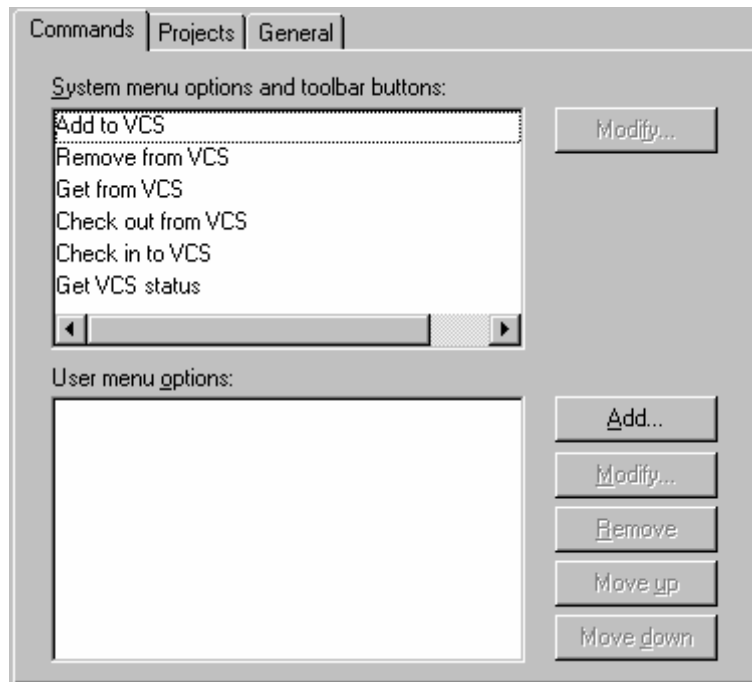 Commands Projects General
System menu options and toolbar buttons:
Add to VCS
Modify...
Remove from VCS
Get from VCS
Check out from VCS
Check in to VCS
Get VCS status
User menu options:
Add...
Modify...
Remove
Move up
Move down